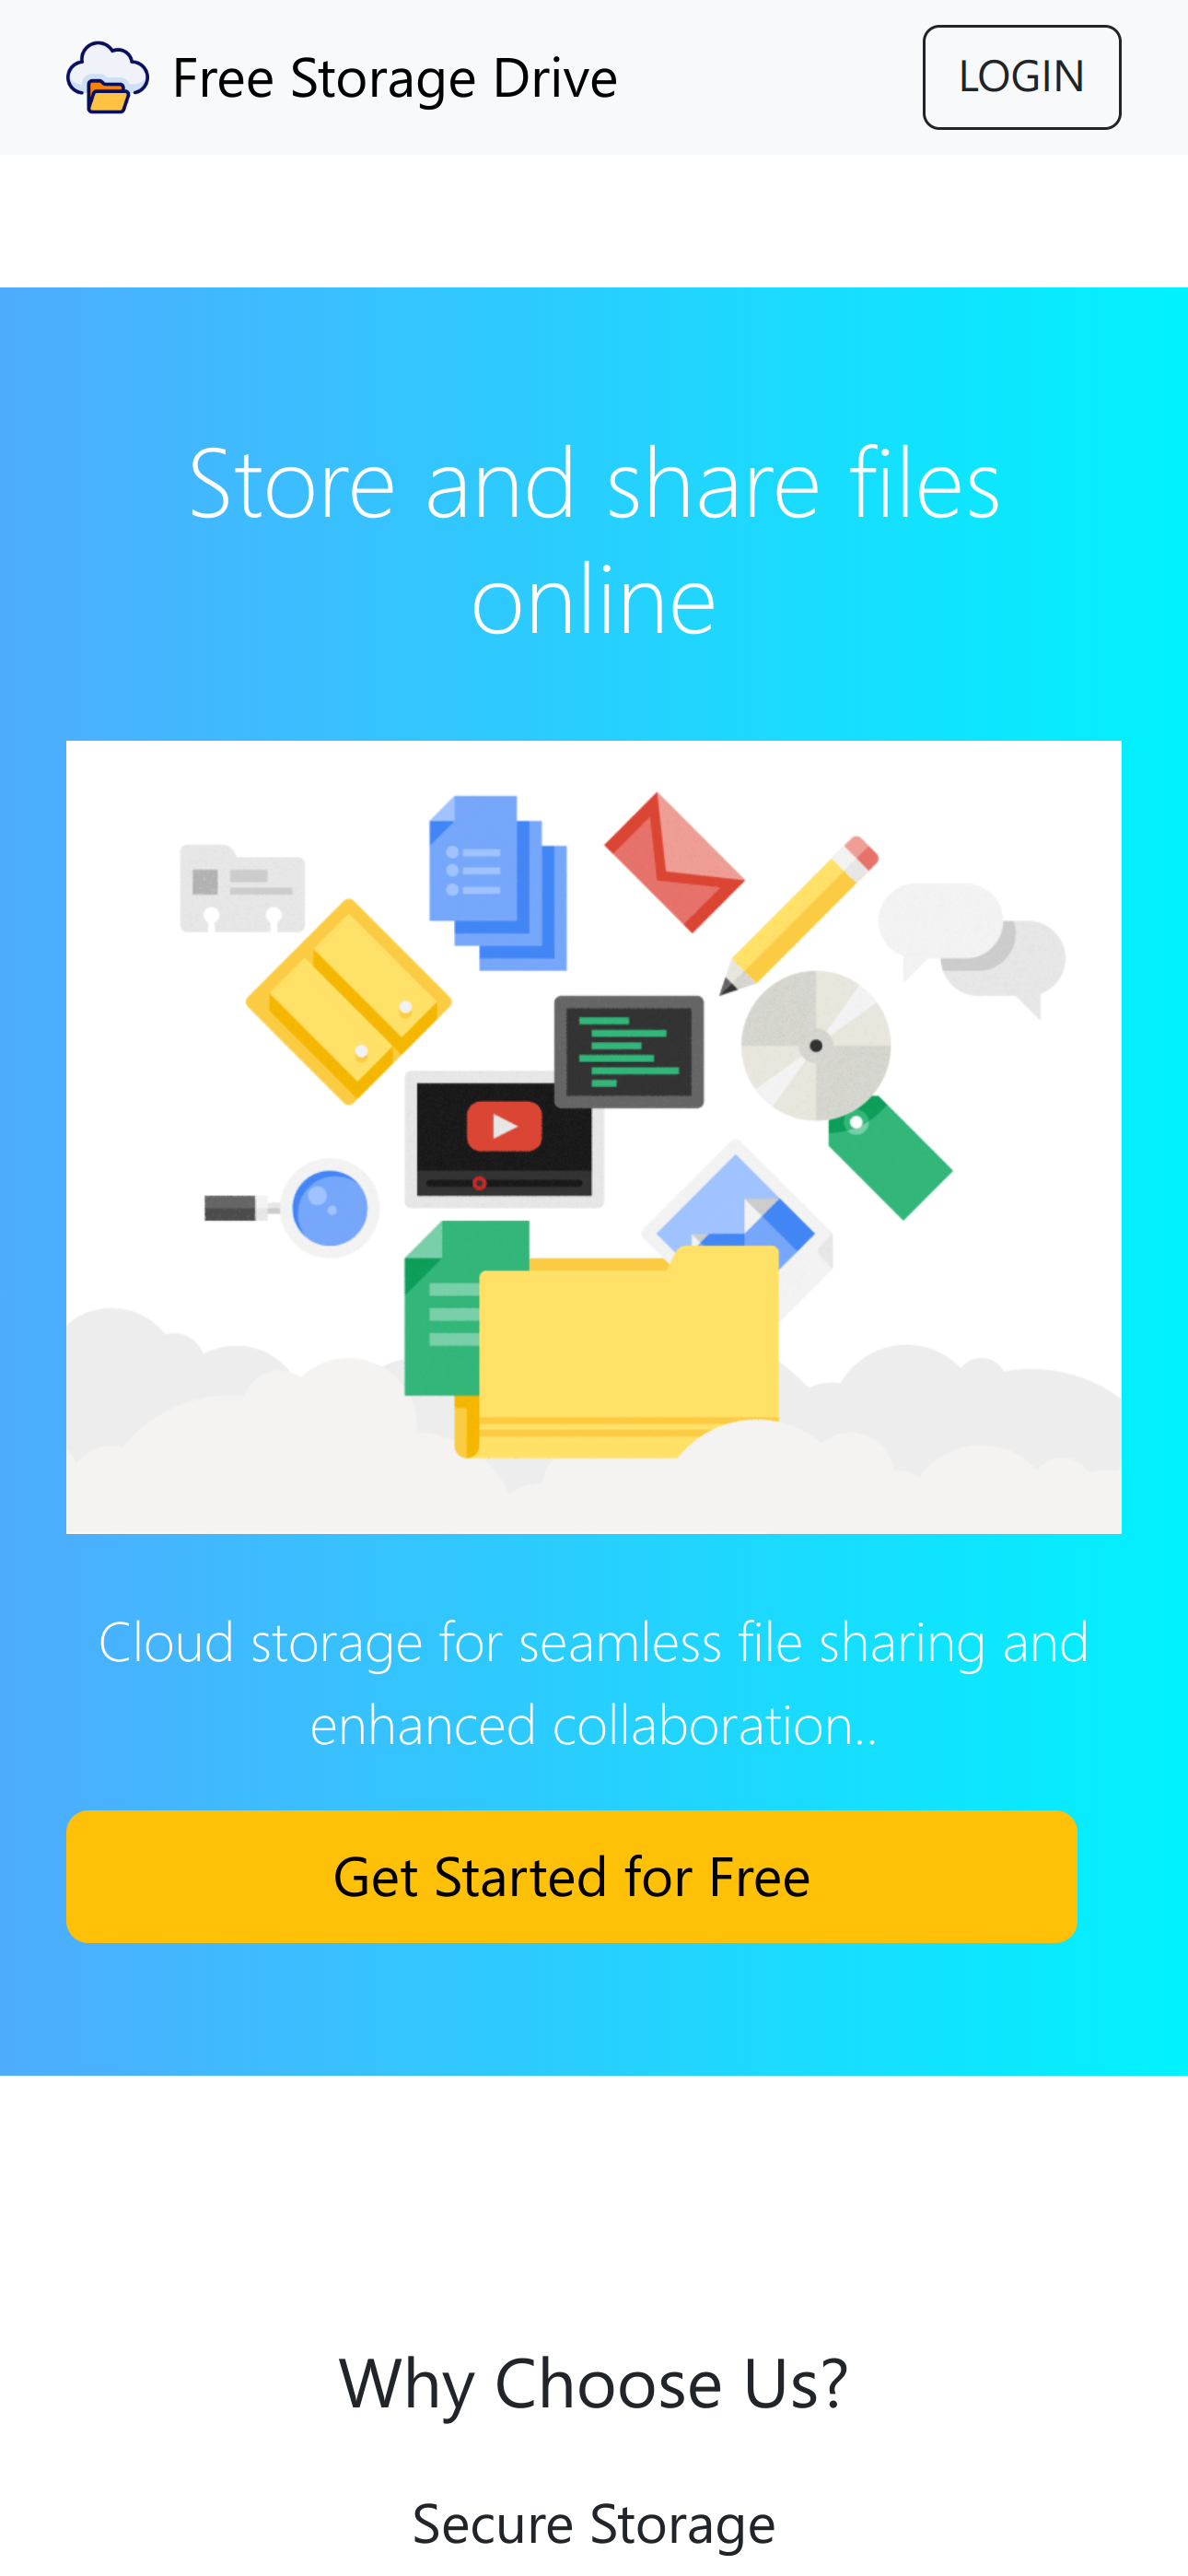 Free Storage Drive
LOGIN
Store and share files
online
Cloud storage for seamless file sharing and
enhanced collaboration..
Get Started for Free
Why Choose Us?
Secure Storage